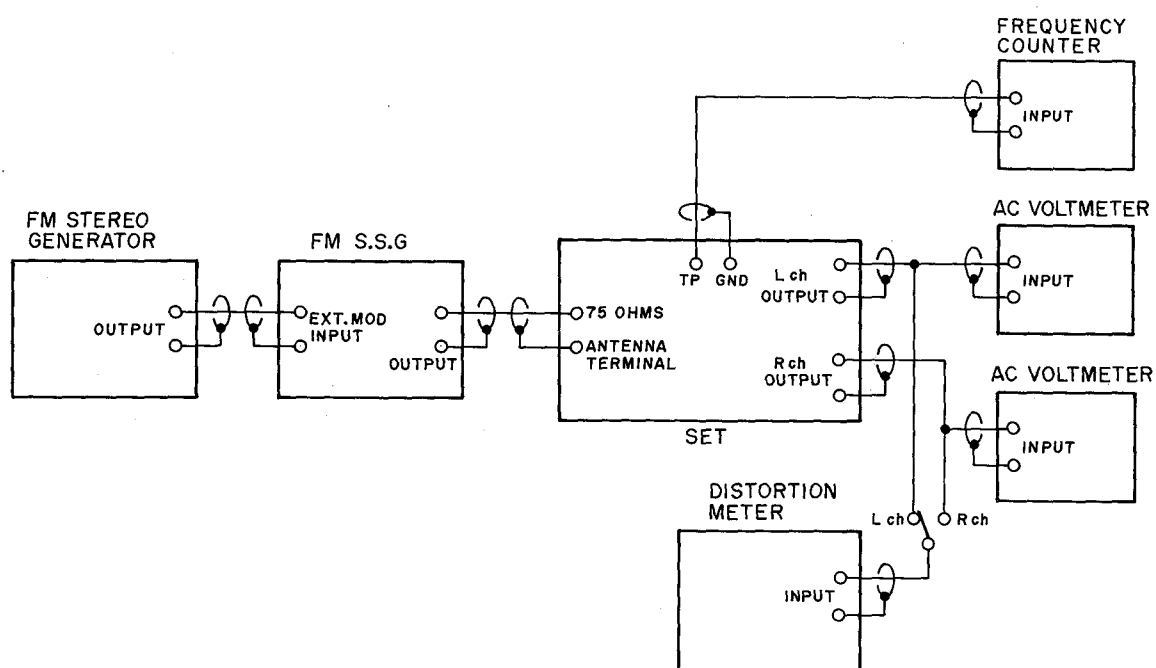 FREQUENCY
COUNTER
INPUT
FM STEREO
GENERATOR
OUTPUT
FM S.S.G
EXT.MOD
INPUT
OUTPUT
TP GND
75 OHMS
ANTENNA
TERMINAL
L ch
OUTPUT
R ch
OUTPUT
SET
AC VOLTMETER
INPUT
AC VOLTMETER
INPUT
DISTORTION
METER
L ch R ch
INPUT